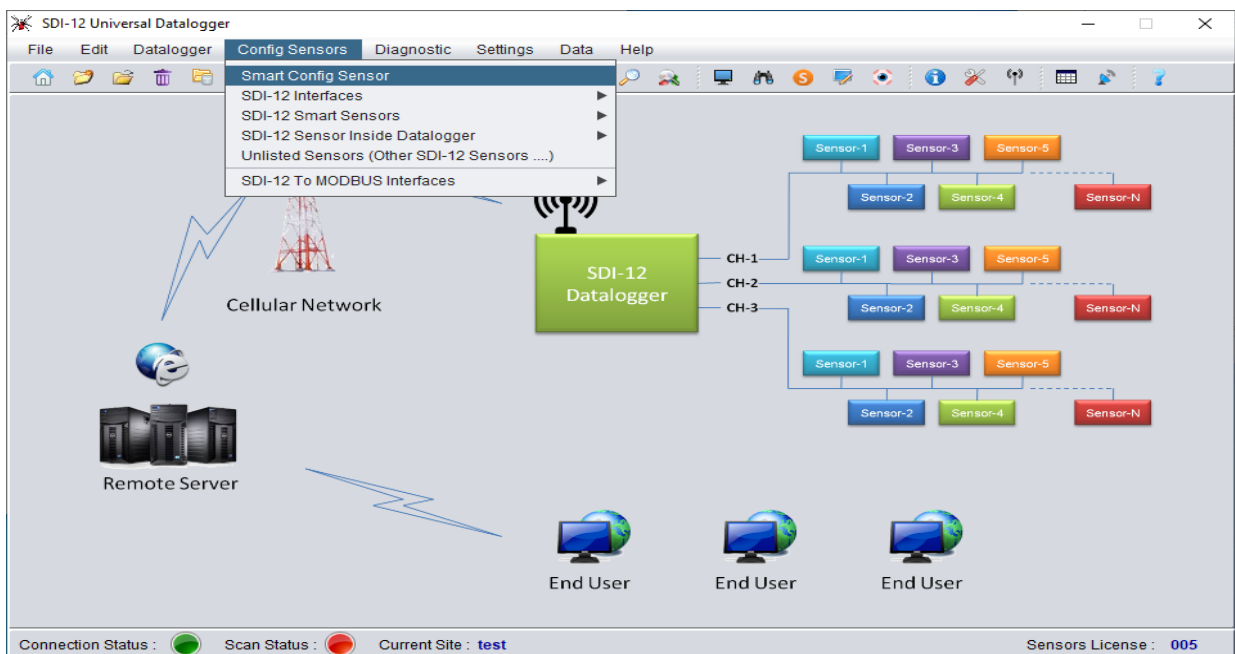 SDI-12 Universal Datalogger
File Edit Datalogger Config Sensors Diagnostic Settings Data Help
Smart Config Sensor
SDI-12 Interfaces
SDI-12 Smart Sensors
SDI-12 Sensor Inside Datalogger
Unlisted Sensors (Other SDI-12 Sensors ....)
SDI-12 To MODBUS Interfaces
Sensor-1 Sensor-3 Sensor-5
Sensor-2 Sensor-4 Sensor-N
SDI-12
Datalogger
CH-1
CH-2
CH-3
Sensor-1 Sensor-3 Sensor-5
Sensor-2 Sensor-4 Sensor-N
Sensor-1 Sensor-3 Sensor-5
Sensor-2 Sensor-4 Sensor-N
Cellular Network
Remote Server
End User End User End User
Connection Status : Scan Status : Current Site : test Sensors License : 005